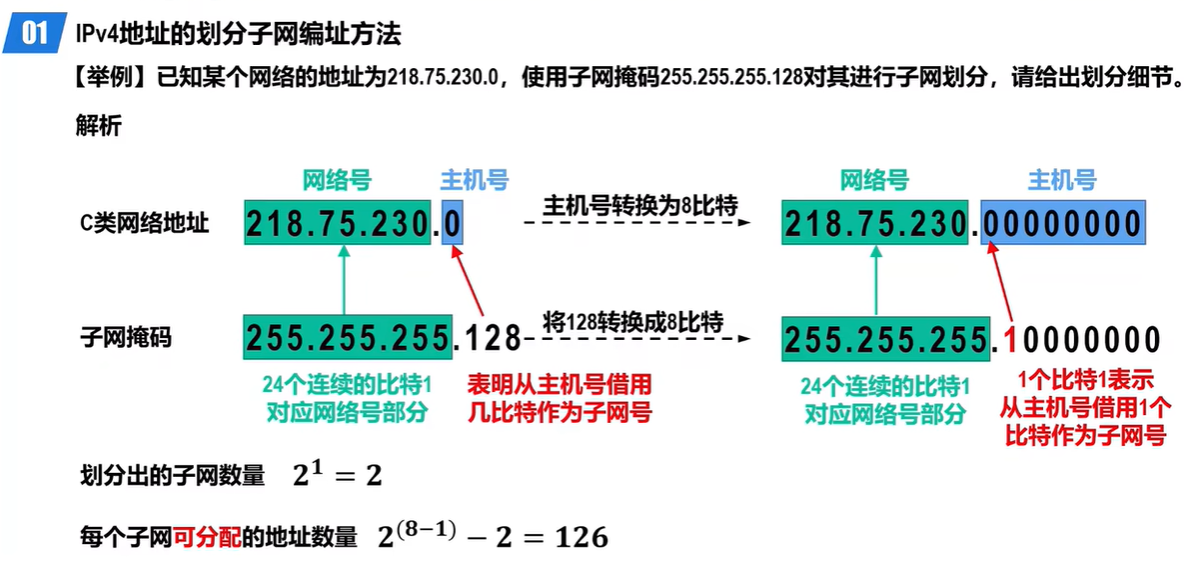 01 IPv4地址的划分子网编址方法
【举例】已知某个网络的地址为218.75.230.0，使用子网掩码255.255.255.128对其进行子网划分，请给出划分细节。
解析
网络号 主机号 网络号 主机号
C类网络地址 218.75.230.0 主机号转换为8比特 218.75.230.00000000
子网掩码 255.255.255.128 将128转换成8比特 255.255.255.10000000
24个连续的比特1 表明从主机号借用 24个连续的比特1 1个比特1表示
对应网络号部分 几比特作为子网号 对应网络号部分 从主机号借用1个
比特作为子网号
划分出的子网数量 2^1 = 2
每个子网可分配的地址数量 2^(8−1) − 2 = 126